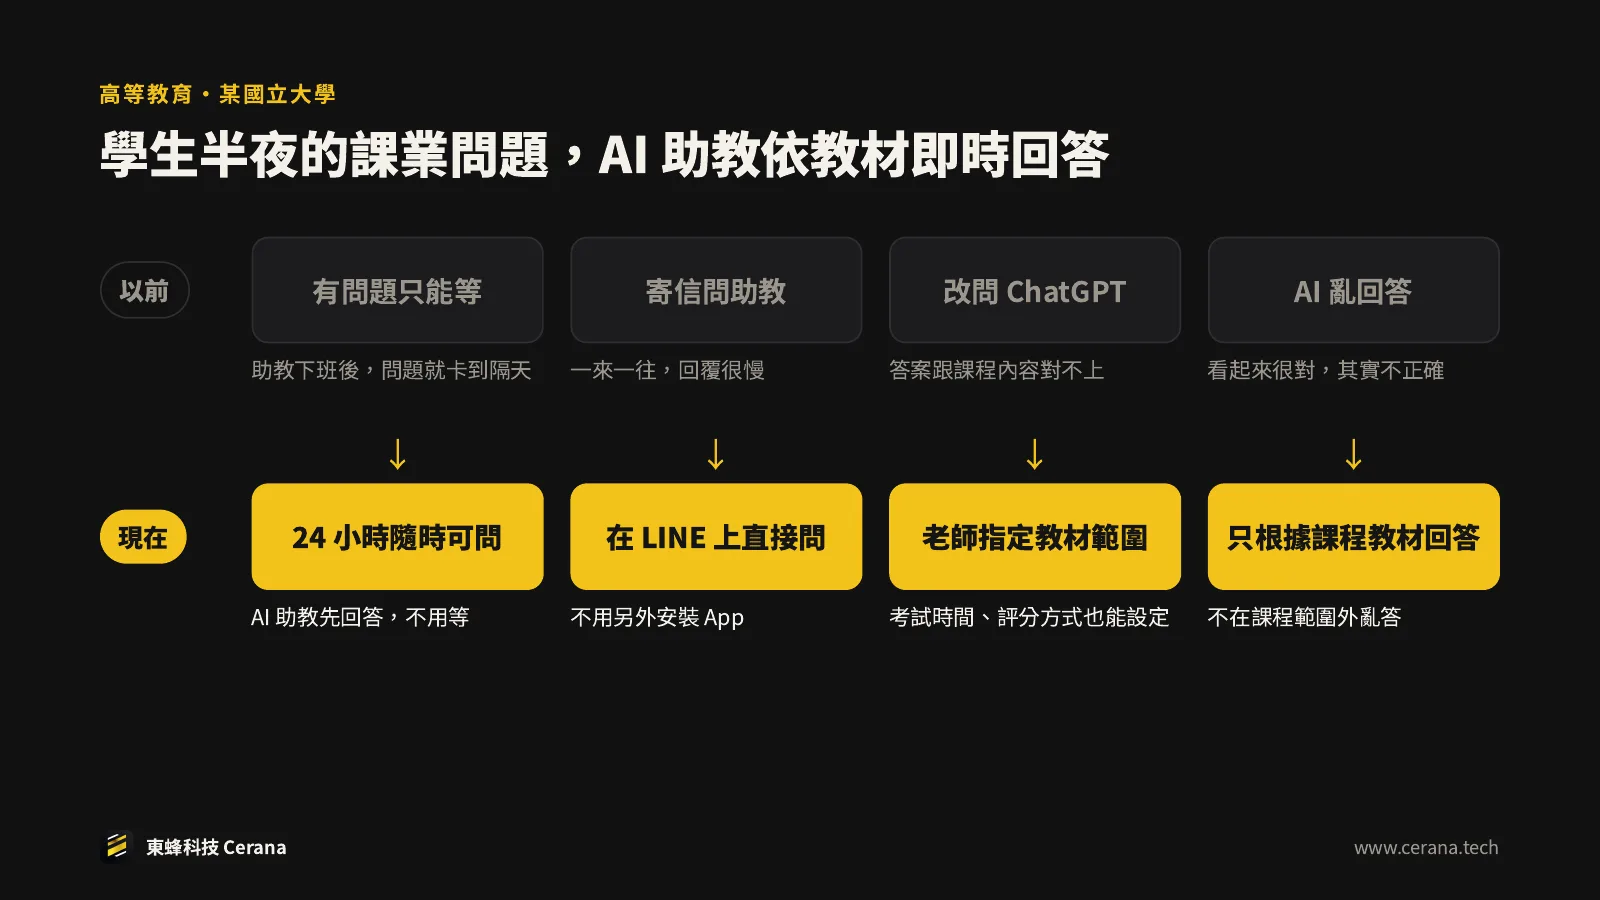 高等教育・某國立大學
學生半夜的課業問題，AI 助教依教材即時回答
以前
有問題只能等
寄信問助教
改問 ChatGPT
AI 亂回答
助教下班後，問題就卡到隔天
一來一往，回覆很慢
答案跟課程內容對不上
看起來很對，其實不正確
↓ ↓ ↓ ↓
現在
24 小時隨時可問
在 LINE 上直接問
老師指定教材範圍
只根據課程教材回答
AI 助教先回答，不用等
不用另外安裝 App
考試時間、評分方式也能設定
不在課程範圍外亂答
東蜂科技 Cerana
www.cerana.tech